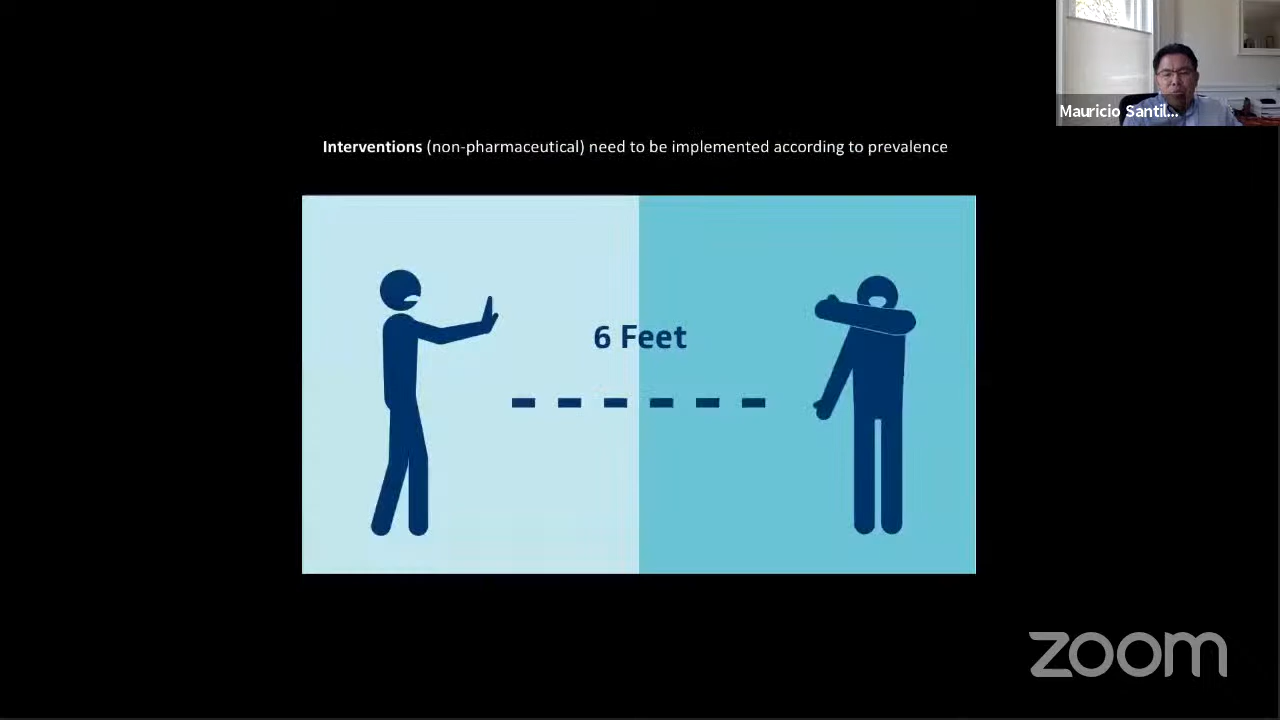 Mauricio Santil...
Interventions (non-pharmaceutical) need to be implemented according to prevalence
6 Feet
zoom